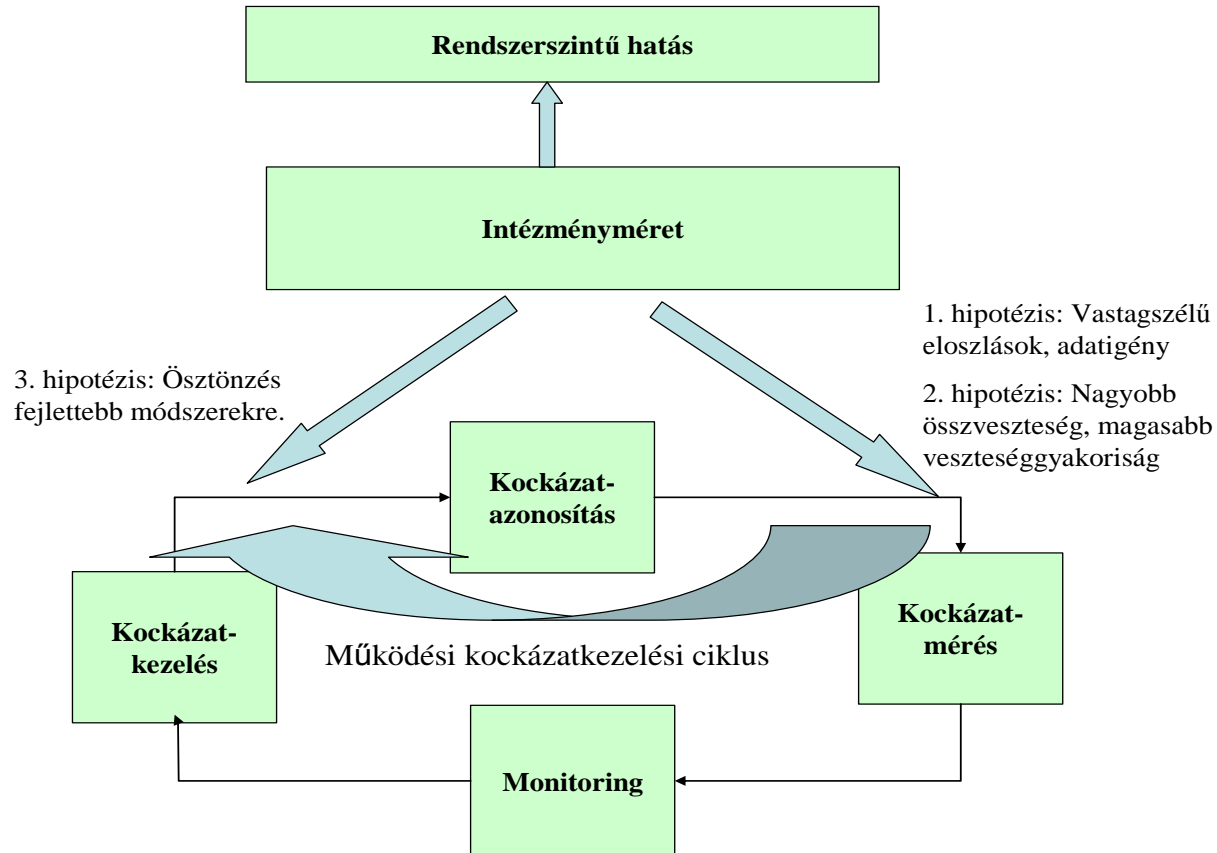 Rendszerszintű hatás
Intézményméret
1. hipotézis: Vastagszélű
eloszlások, adatigény
2. hipotézis: Nagyobb
összveszteség, magasabb
veszteséggyakoriság
3. hipotézis: Ösztönzés
fejlettebb módszerekre.
Kockázat-
azonosítás
Kockázat-
kezelés
Kockázat-
mérés
Működési kockázatkezelési ciklus
Monitoring